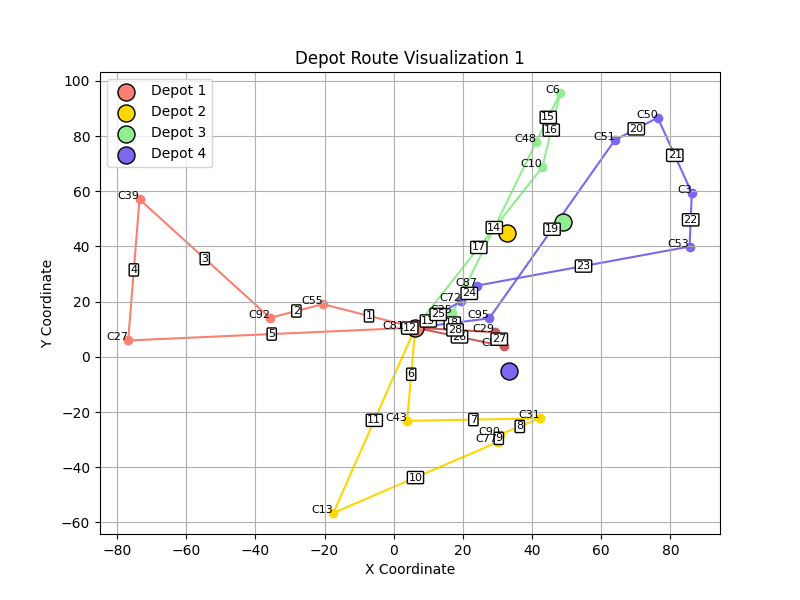 Depot Route Visualization 1
Depot 1
Depot 2
Depot 3
Depot 4
Y Coordinate
X Coordinate
100
80
60
40
20
0
−20
−40
−60
−80
−60
−40
−20
0
20
40
60
80
C6
15
C50
C48
16
20
C51
C10
21
C39
C3
14
19
22
17
C53
3
4
23
C87
24
C72
C55
2
C92
1
25
C95
C81
12
C29
28
27
5
C27
6
C43
11
7
C31
8
C90
C77
9
10
C13